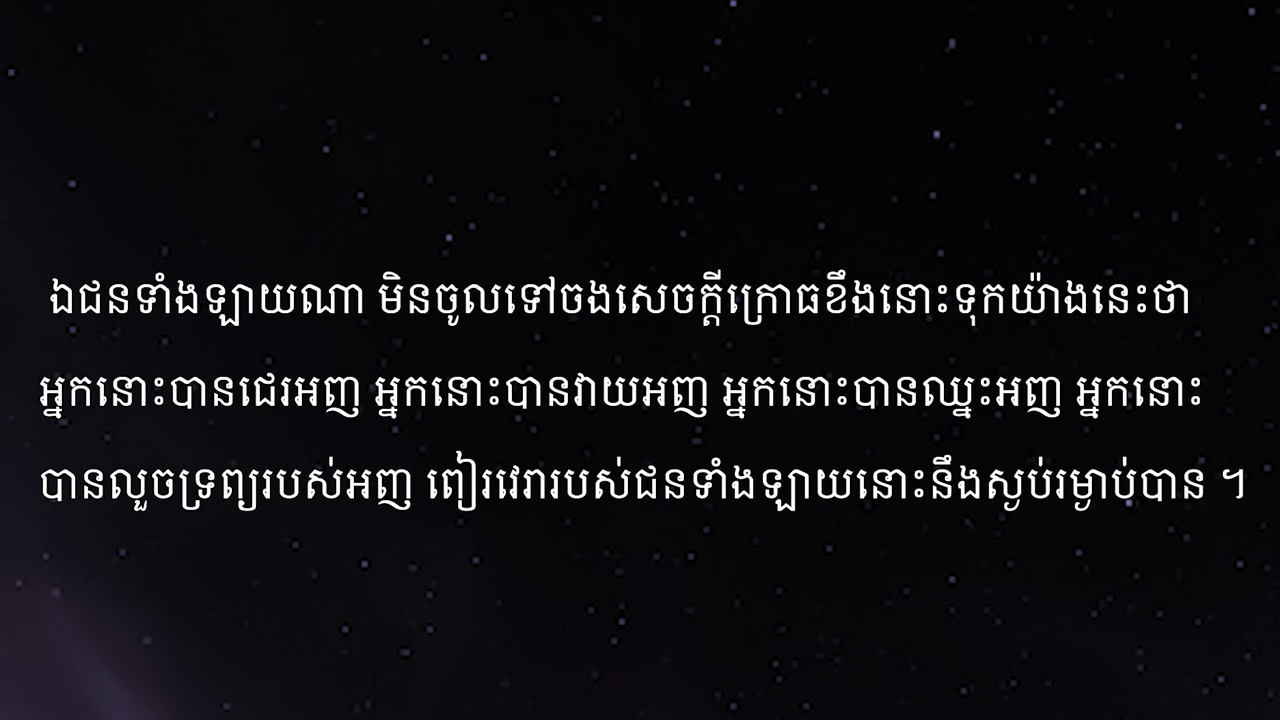 ឯជនទាំងឡាយណា មិនចូលទៅចងសេចក្ដីក្រោធខឹងនោះទុកយ៉ាងនេះថា
អ្នកនោះបានជេរអញ អ្នកនោះបានវាយអញ អ្នកនោះបានឈ្នះអញ អ្នកនោះ
បានលួចទ្រព្យរបស់អញ ពៀរវេរារបស់ជនទាំងឡាយនោះនឹងស្ងប់រម្ងាប់បាន ។